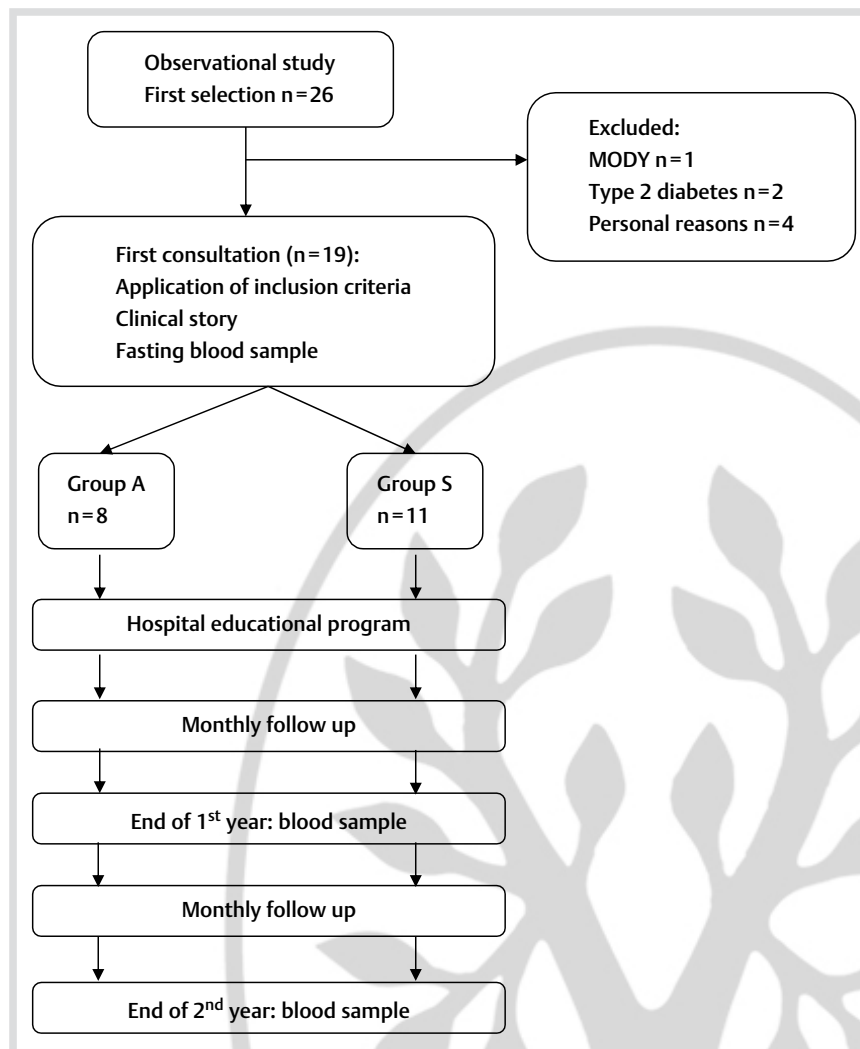 Observational study
First selection n=26
Excluded:
MODY n=1
Type 2 diabetes n=2
Personal reasons n=4
First consultation (n=19):
Application of inclusion criteria
Clinical story
Fasting blood sample
Group A
n=8
Group S
n=11
Hospital educational program
Monthly follow up
End of 1st year: blood sample
Monthly follow up
End of 2nd year: blood sample